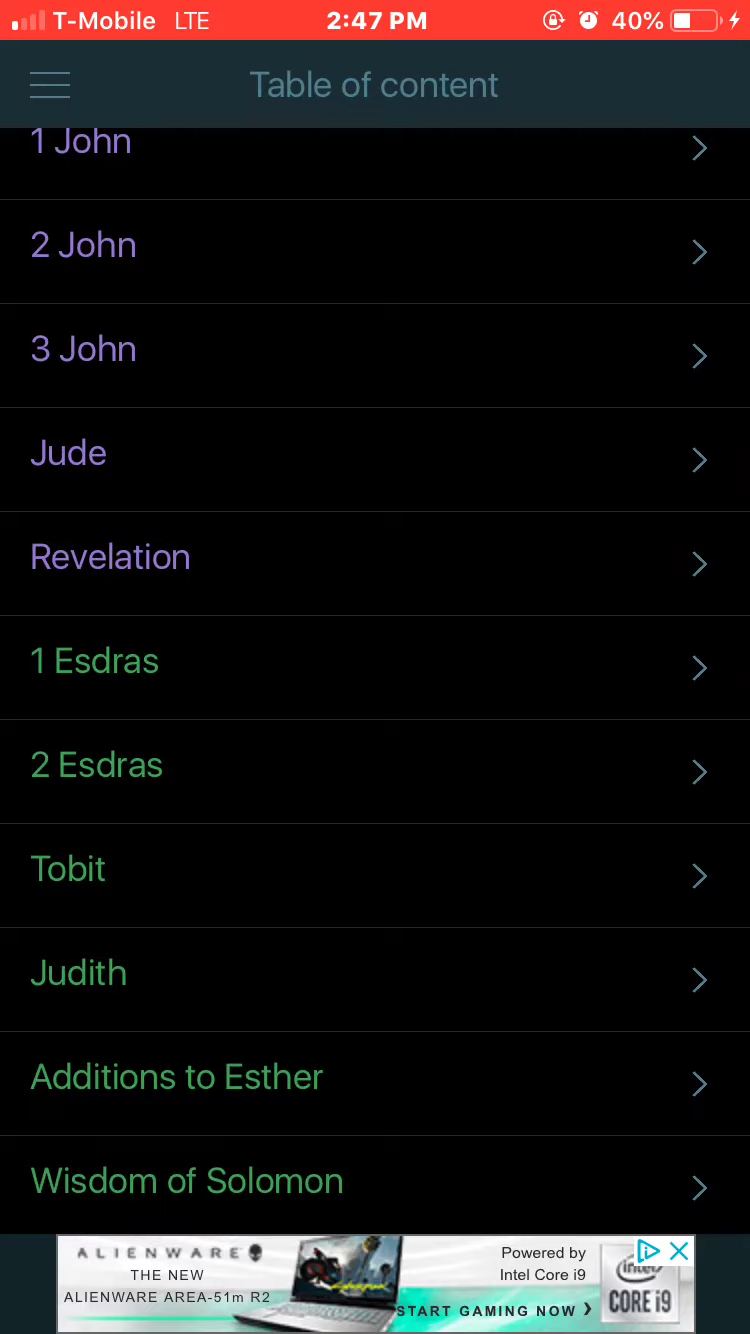 T-Mobile LTE 2:47 PM 40%
Table of content
1 John
2 John
3 John
Jude
Revelation
1 Esdras
2 Esdras
Tobit
Judith
Additions to Esther
Wisdom of Solomon
ALIENWARE
THE NEW
ALIENWARE AREA-51m R2
Powered by
Intel Core i9
START GAMING NOW ❯
intel
CORE i9